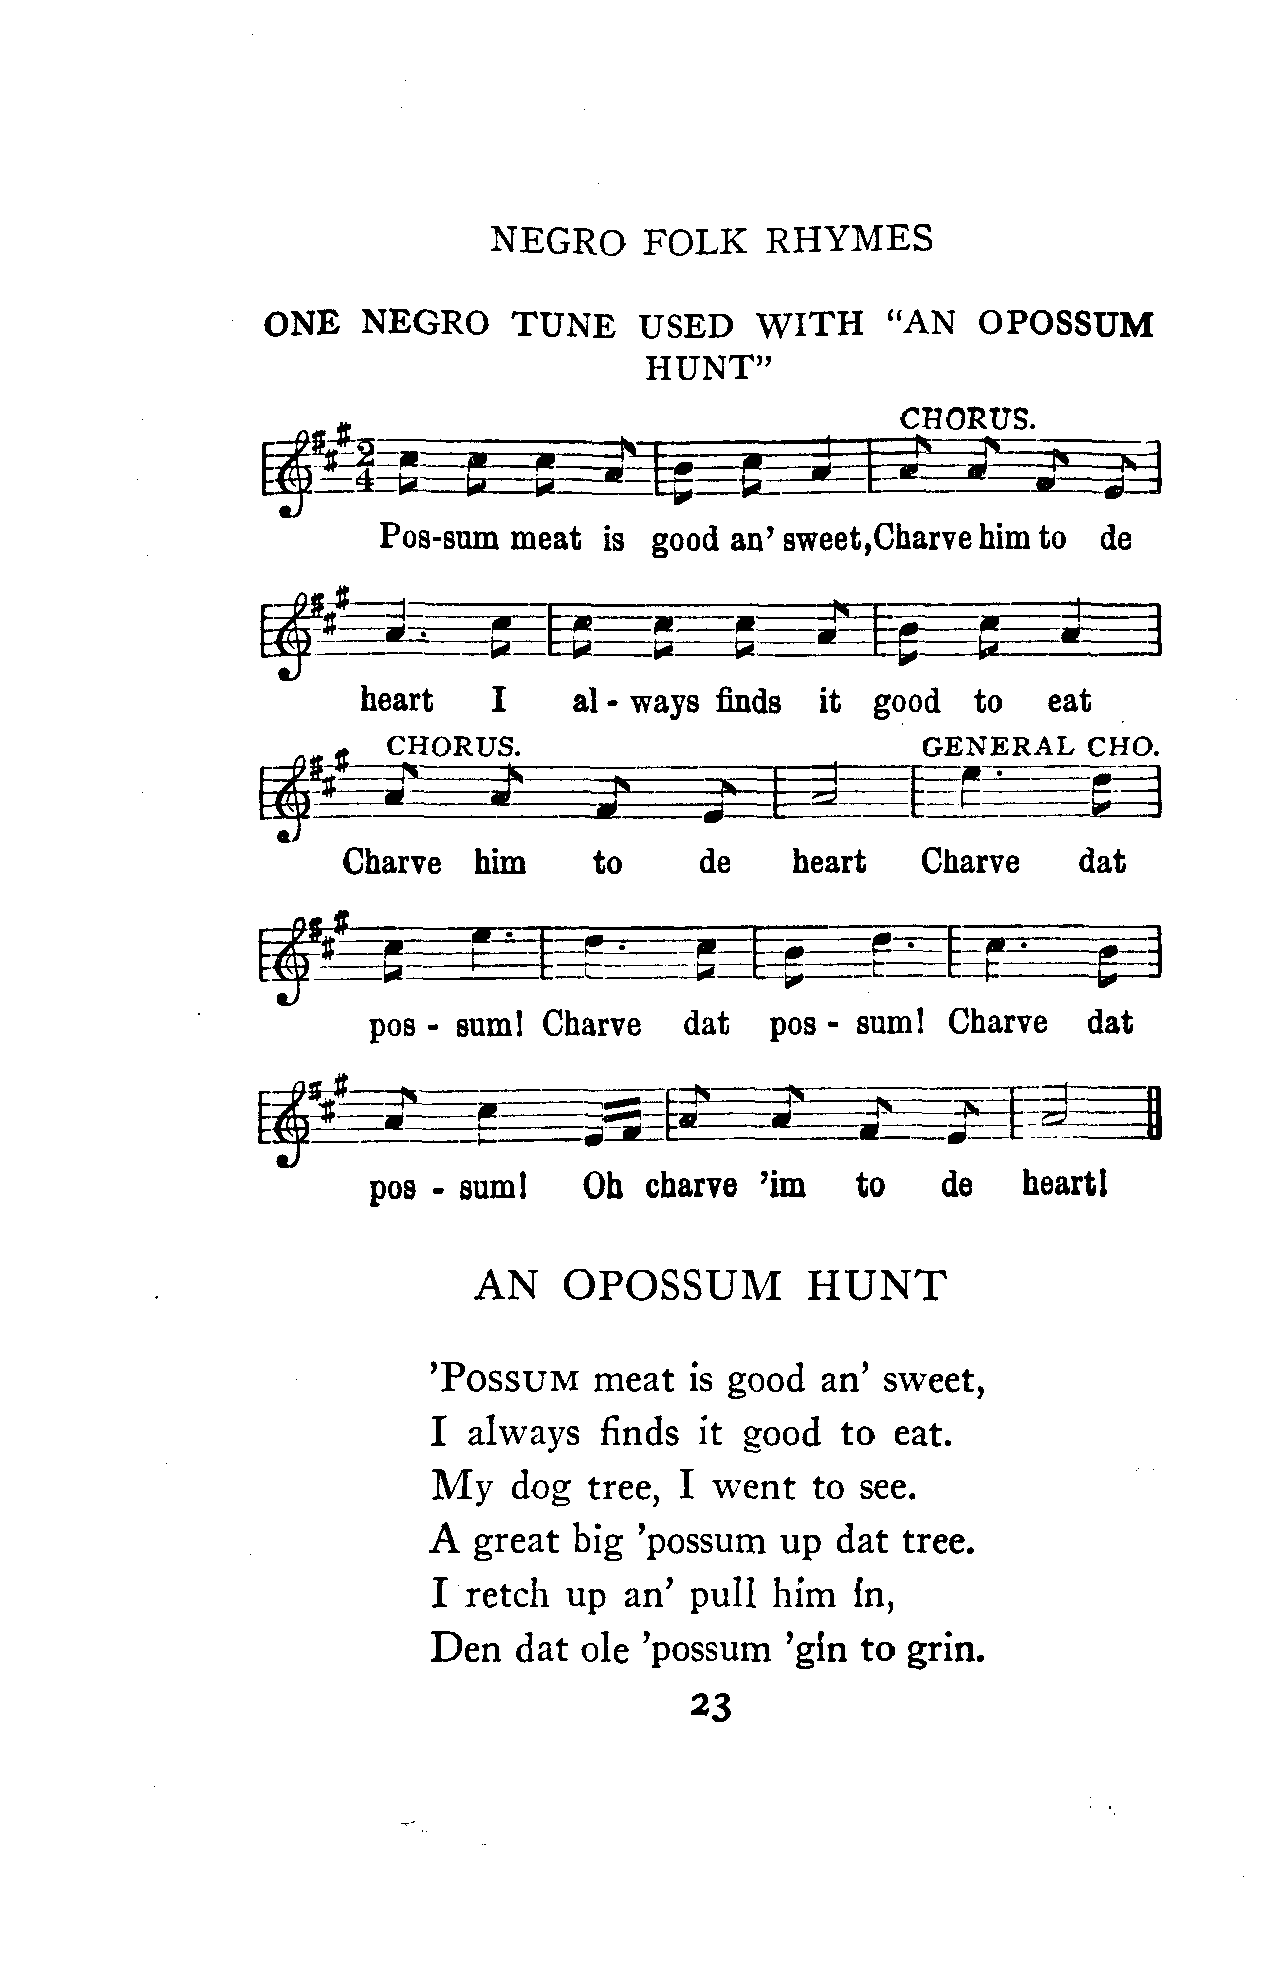 NEGRO FOLK RHYMES
ONE NEGRO TUNE USED WITH “AN OPOSSUM
HUNT”
CHORUS.
2
4
Pos-sum meat is good an’ sweet, Charve him to de
heart I al - ways finds it good to eat
CHORUS. GENERAL CHO.
Charve him to de heart Charve dat
pos - sum! Charve dat pos - sum! Charve dat
pos - sum! Oh charve ’im to de heart!
AN OPOSSUM HUNT
’POSSUM meat is good an’ sweet,
I always finds it good to eat.
My dog tree, I went to see.
A great big ’possum up dat tree.
I retch up an’ pull him in,
Den dat ole ’possum ’gin to grin.
23